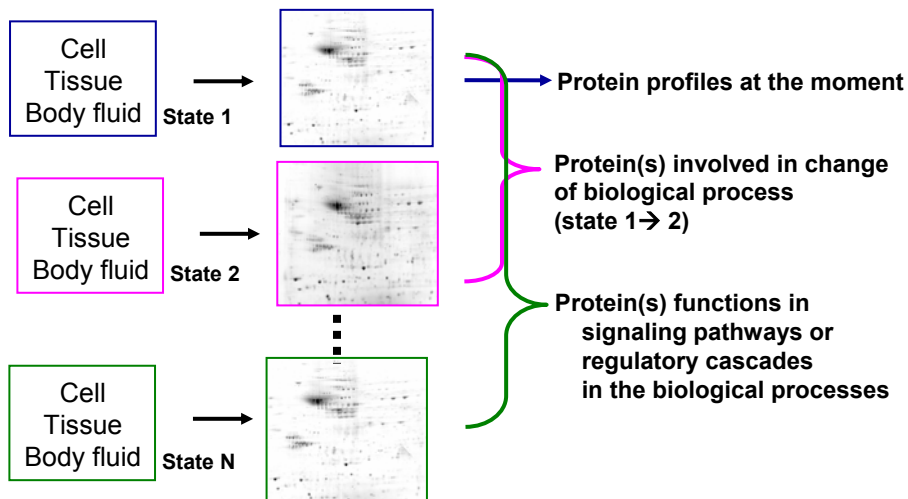 Cell
Tissue
Body fluid
State 1
Protein profiles at the moment
Cell
Tissue
Body fluid
State 2
Protein(s) involved in change
of biological process
(state 1→ 2)
Cell
Tissue
Body fluid
State N
Protein(s) functions in
signaling pathways or
regulatory cascades
in the biological processes